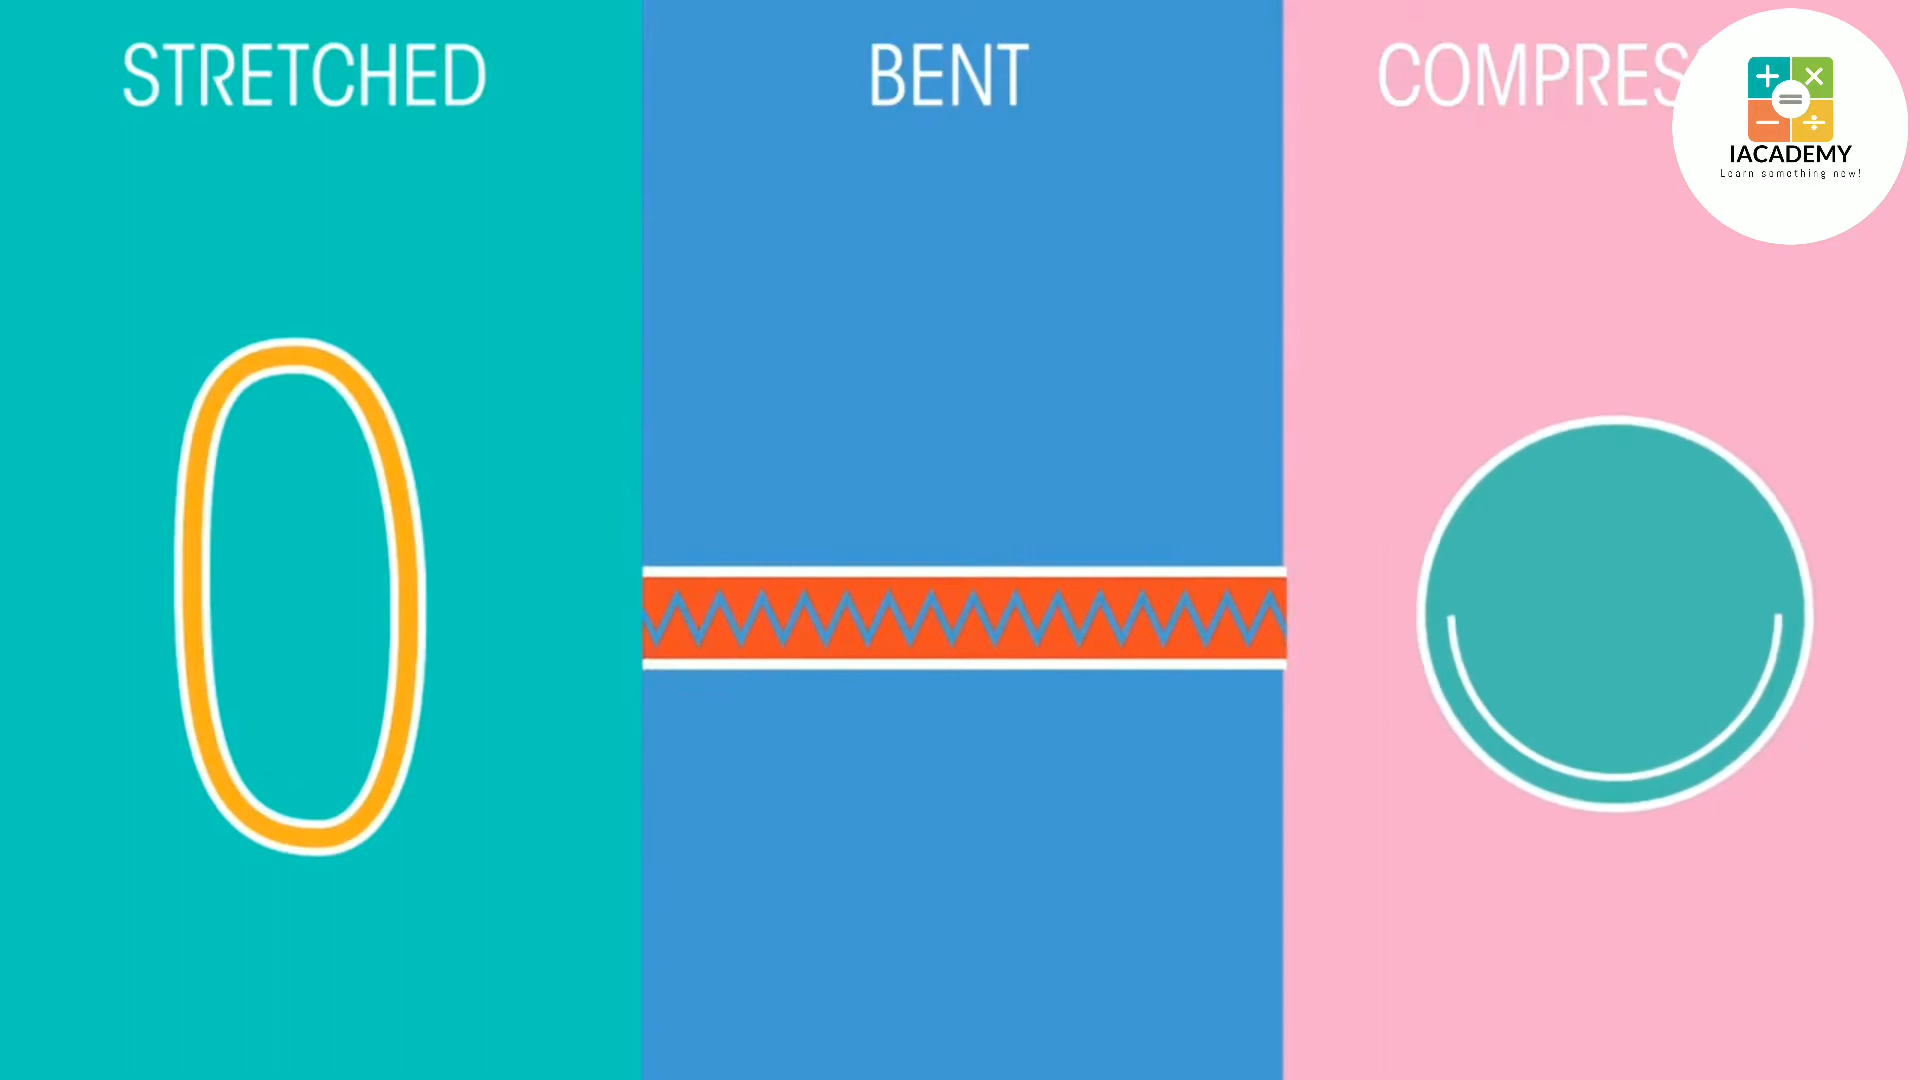 STRETCHED
BENT
COMPRES
IACADEMY
Learn something new!